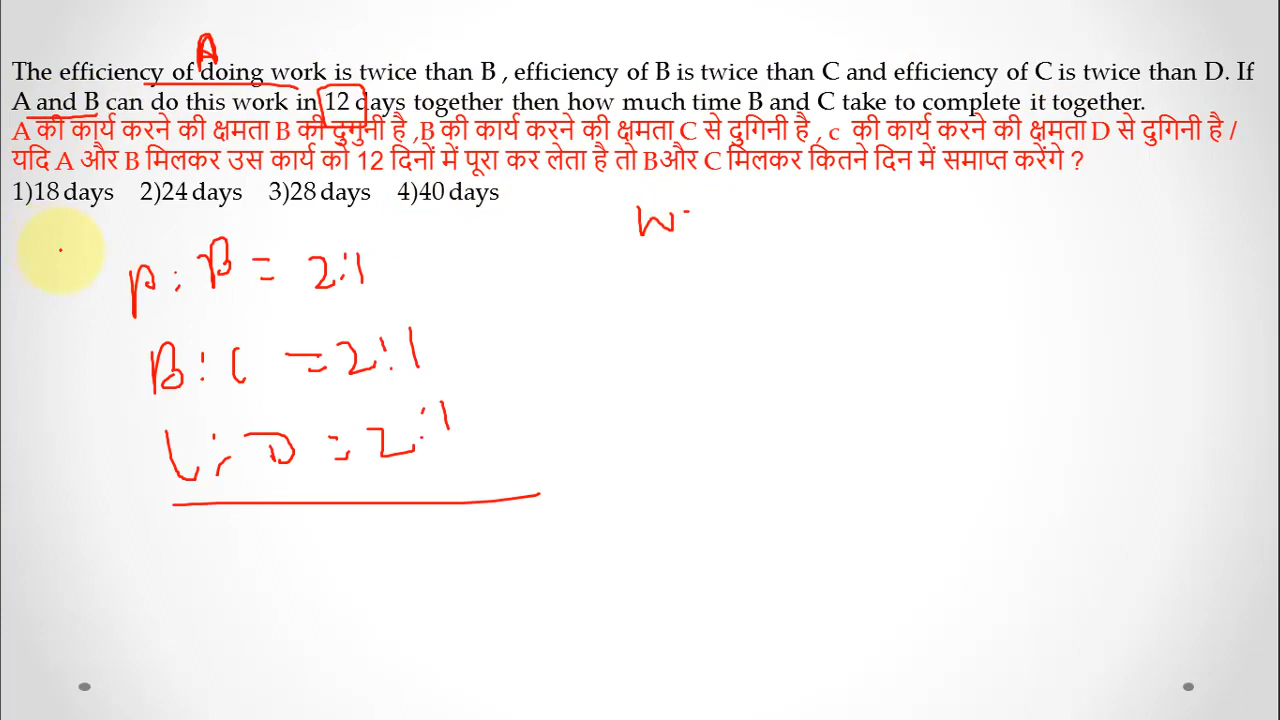 A
The efficiency of doing work is twice than B , efficiency of B is twice than C and efficiency of C is twice than D. If
A and B can do this work in 12 days together then how much time B and C take to complete it together.
A की कार्य करने की क्षमता B की दुगुनी है ,B की कार्य करने की क्षमता C से दुगिनी है , c की कार्य करने की क्षमता D से दुगिनी है /
यदि A और B मिलकर उस कार्य को 12 दिनों में पूरा कर लेता है तो B और C मिलकर कितने दिन में समाप्त करेंगे ?
1)18 days 2)24 days 3)28 days 4)40 days
W
A : B = 2:1
B : C = 2:1
C : D = 2:1